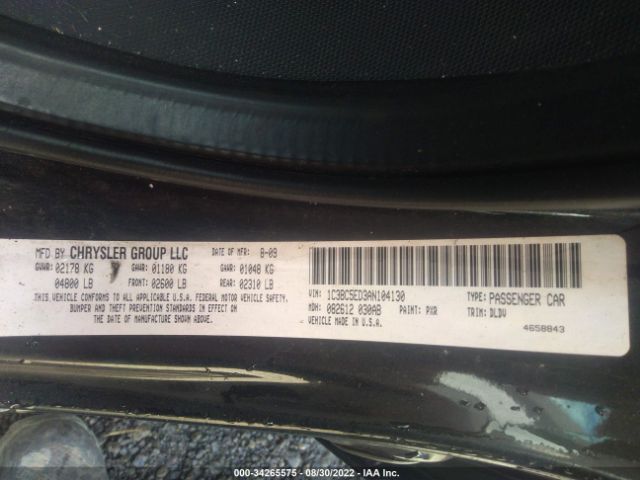 MFD BY CHRYSLER GROUP LLC DATE OF MFR: 8-09
GVWR: 02178 KG GAWR: 01180 KG GAWR: 01048 KG
04800 LB FRONT: 02600 LB REAR: 02310 LB
THIS VEHICLE CONFORMS TO ALL APPLICABLE U.S.FEDERAL MOTOR VEHICLE SAFETY,
BUMPER AND THEFT PREVENTION STANDARDS IN EFFECT ON
THE DATE OF MANUFACTURE SHOWN ABOVE.
VIN: 1C3BC5ED3AN104130 TYPE: PASSENGER CAR
MDH: 082612 030AB PAINT: PXR TRIM: DLDV
VEHICLE MADE IN U.S.A. 4658843
000-34265575 - 08/30/2022 - IAA Inc.